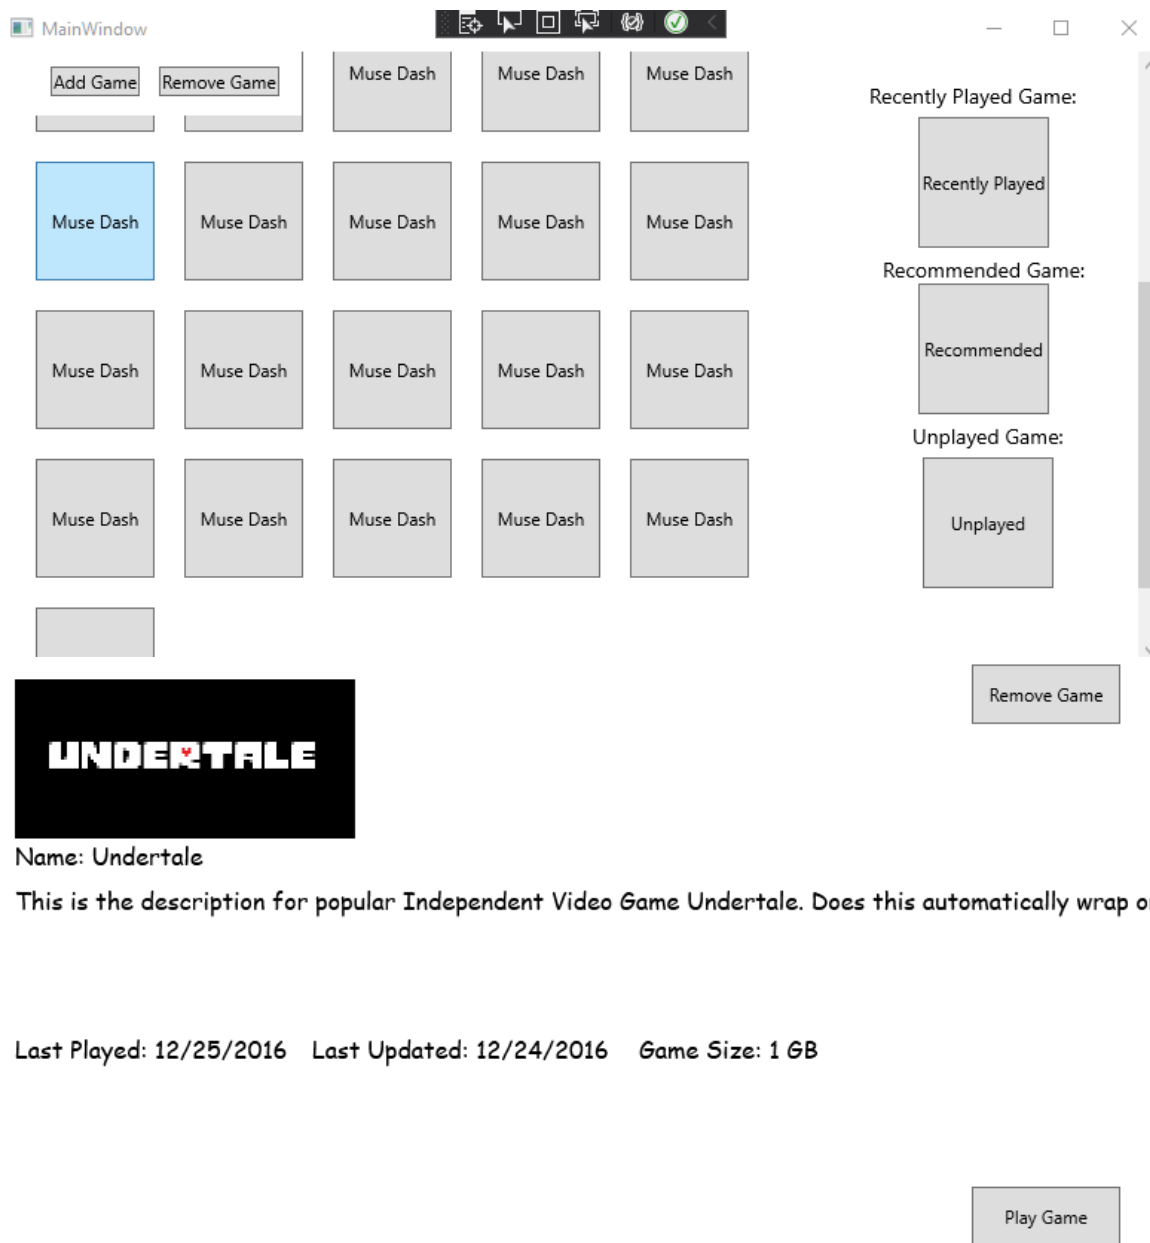 MainWindow
Add Game Remove Game Muse Dash Muse Dash Muse Dash
Muse Dash Muse Dash Muse Dash Muse Dash Muse Dash
Muse Dash Muse Dash Muse Dash Muse Dash Muse Dash
Muse Dash Muse Dash Muse Dash Muse Dash Muse Dash
Recently Played Game:
Recently Played
Recommended Game:
Recommended
Unplayed Game:
Unplayed
Remove Game
UNDERTALE
Name: Undertale
This is the description for popular Independent Video Game Undertale. Does this automatically wrap
Last Played: 12/25/2016 Last Updated: 12/24/2016 Game Size: 1 GB
Play Game